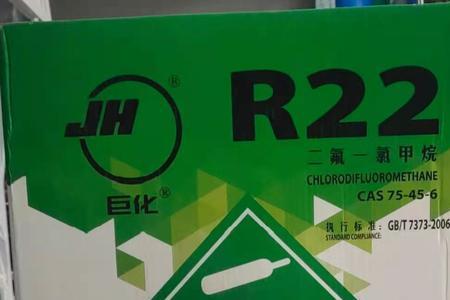 JH®
R22
二氟一氯甲烷
CHLORODIFLUOROMETHANE
CAS 75-45-6
巨化®
执行标准: GB/T 7373-2006
STANDARD COMPLIANCE: